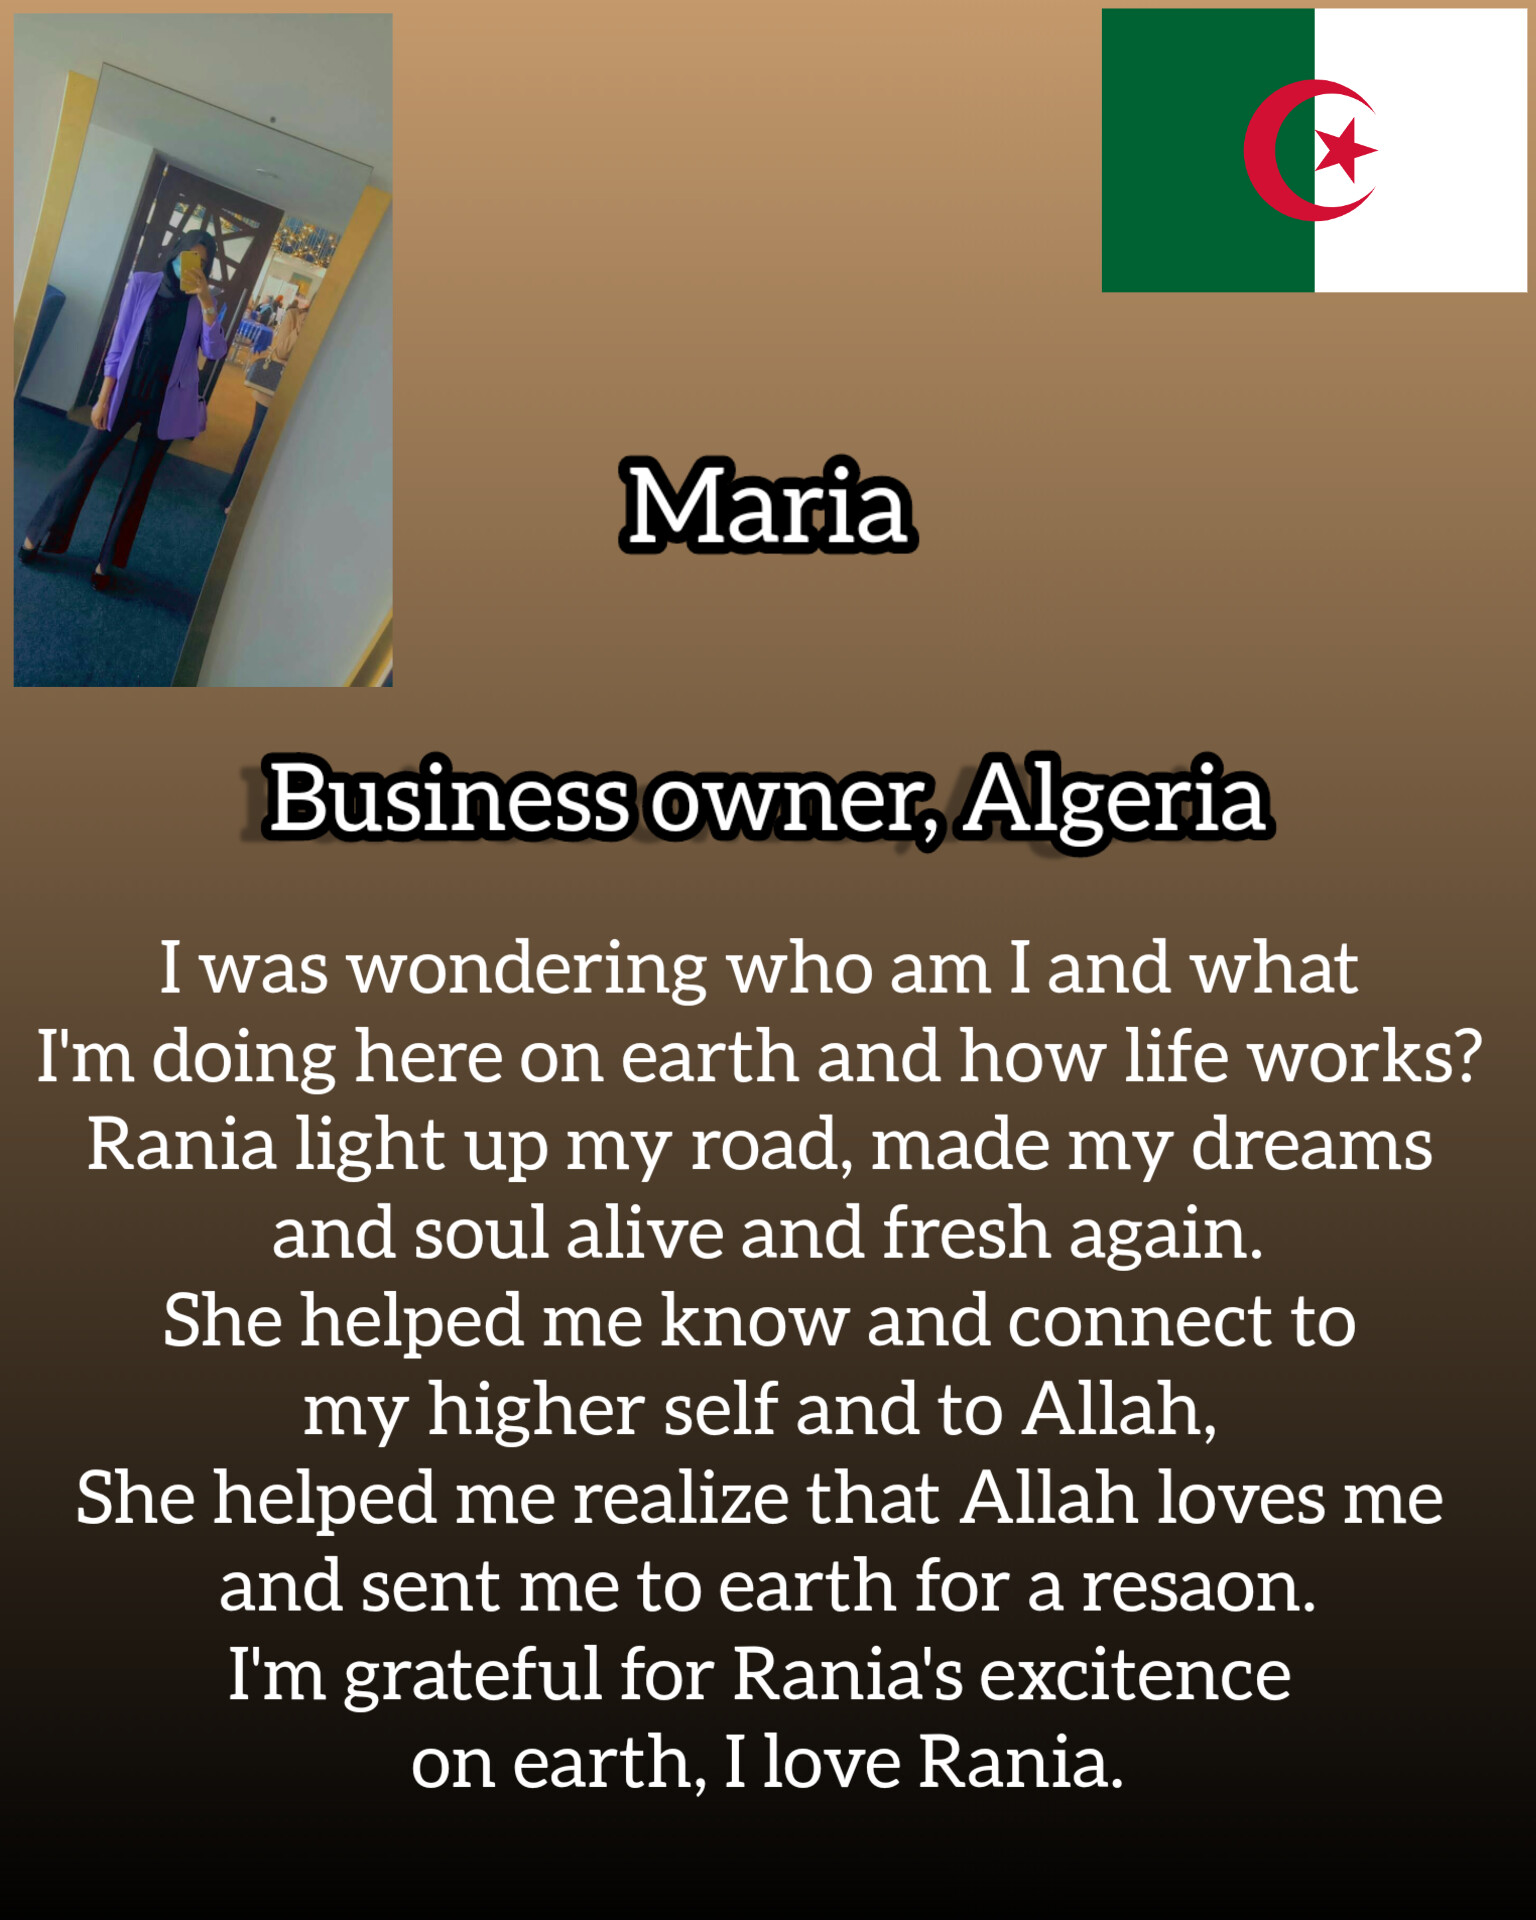 Maria
Business owner, Algeria
I was wondering who am I and what
I'm doing here on earth and how life works?
Rania light up my road, made my dreams
and soul alive and fresh again.
She helped me know and connect to
my higher self and to Allah,
She helped me realize that Allah loves me
and sent me to earth for a resaon.
I'm grateful for Rania's excitence
on earth, I love Rania.